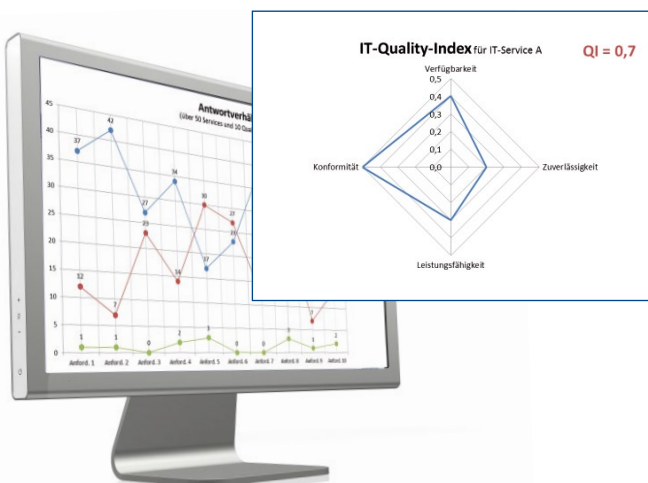 IT-Quality-Index für IT-Service A
QI = 0,7
Verfügbarkeit
0,5
0,4
0,3
0,2
0,1
0,0
Konformität
Zuverlässigkeit
Leistungsfähigkeit
Antwortverhä
(über 50 Services und 10 Qua
45
40
35
30
25
20
15
10
5
0
37
42
27
34
17
12
7
23
14
30
23
7
1
1
0
2
3
0
0
1
2
Anford. 1
Anford. 2
Anford. 3
Anford. 4
Anford. 5
Anford. 6
Anford. 7
Anford. 8
Anford. 9
Anford. 10